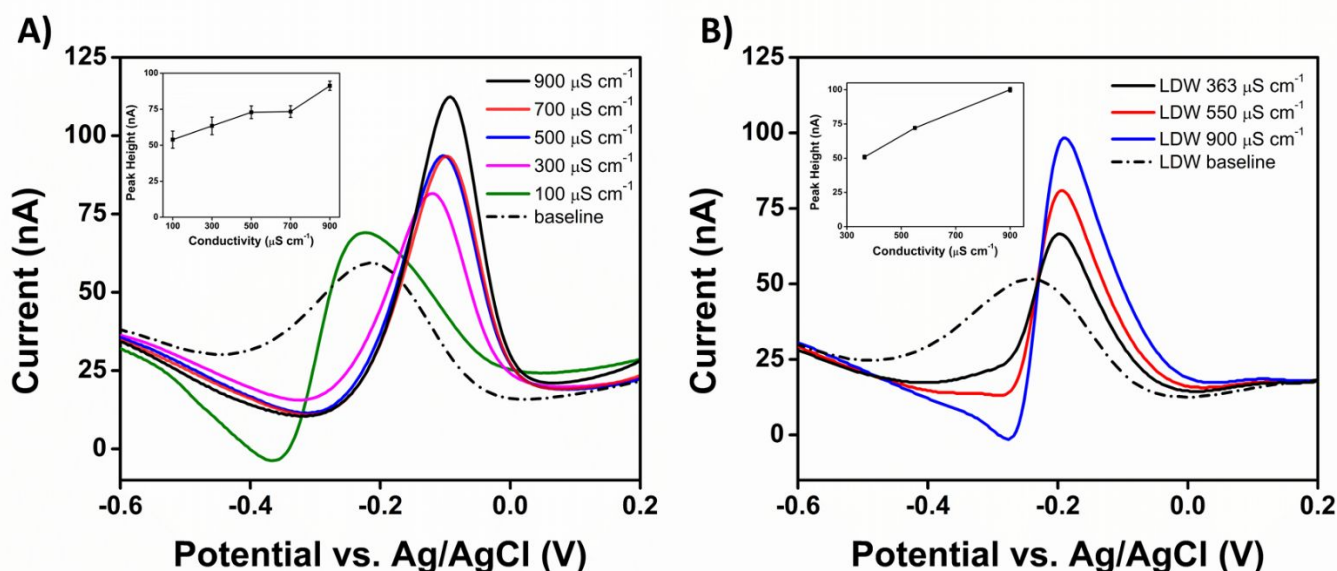 A)
125
100
75
50
25
0
-0.6
-0.4
-0.2
0.0
0.2
Current (nA)
Potential vs. Ag/AgCl (V)
900 μS cm⁻¹
700 μS cm⁻¹
500 μS cm⁻¹
300 μS cm⁻¹
100 μS cm⁻¹
baseline
100
75
50
25
0
100
300
500
700
900
Peak Height (nA)
Conductivity (μS cm⁻¹)
B)
125
100
75
50
25
0
-0.6
-0.4
-0.2
0.0
0.2
Current (nA)
Potential vs. Ag/AgCl (V)
LDW 363 μS cm⁻¹
LDW 550 μS cm⁻¹
LDW 900 μS cm⁻¹
LDW baseline
100
75
50
25
0
300
500
700
900
Peak Height (nA)
Conductivity (μS cm⁻¹)